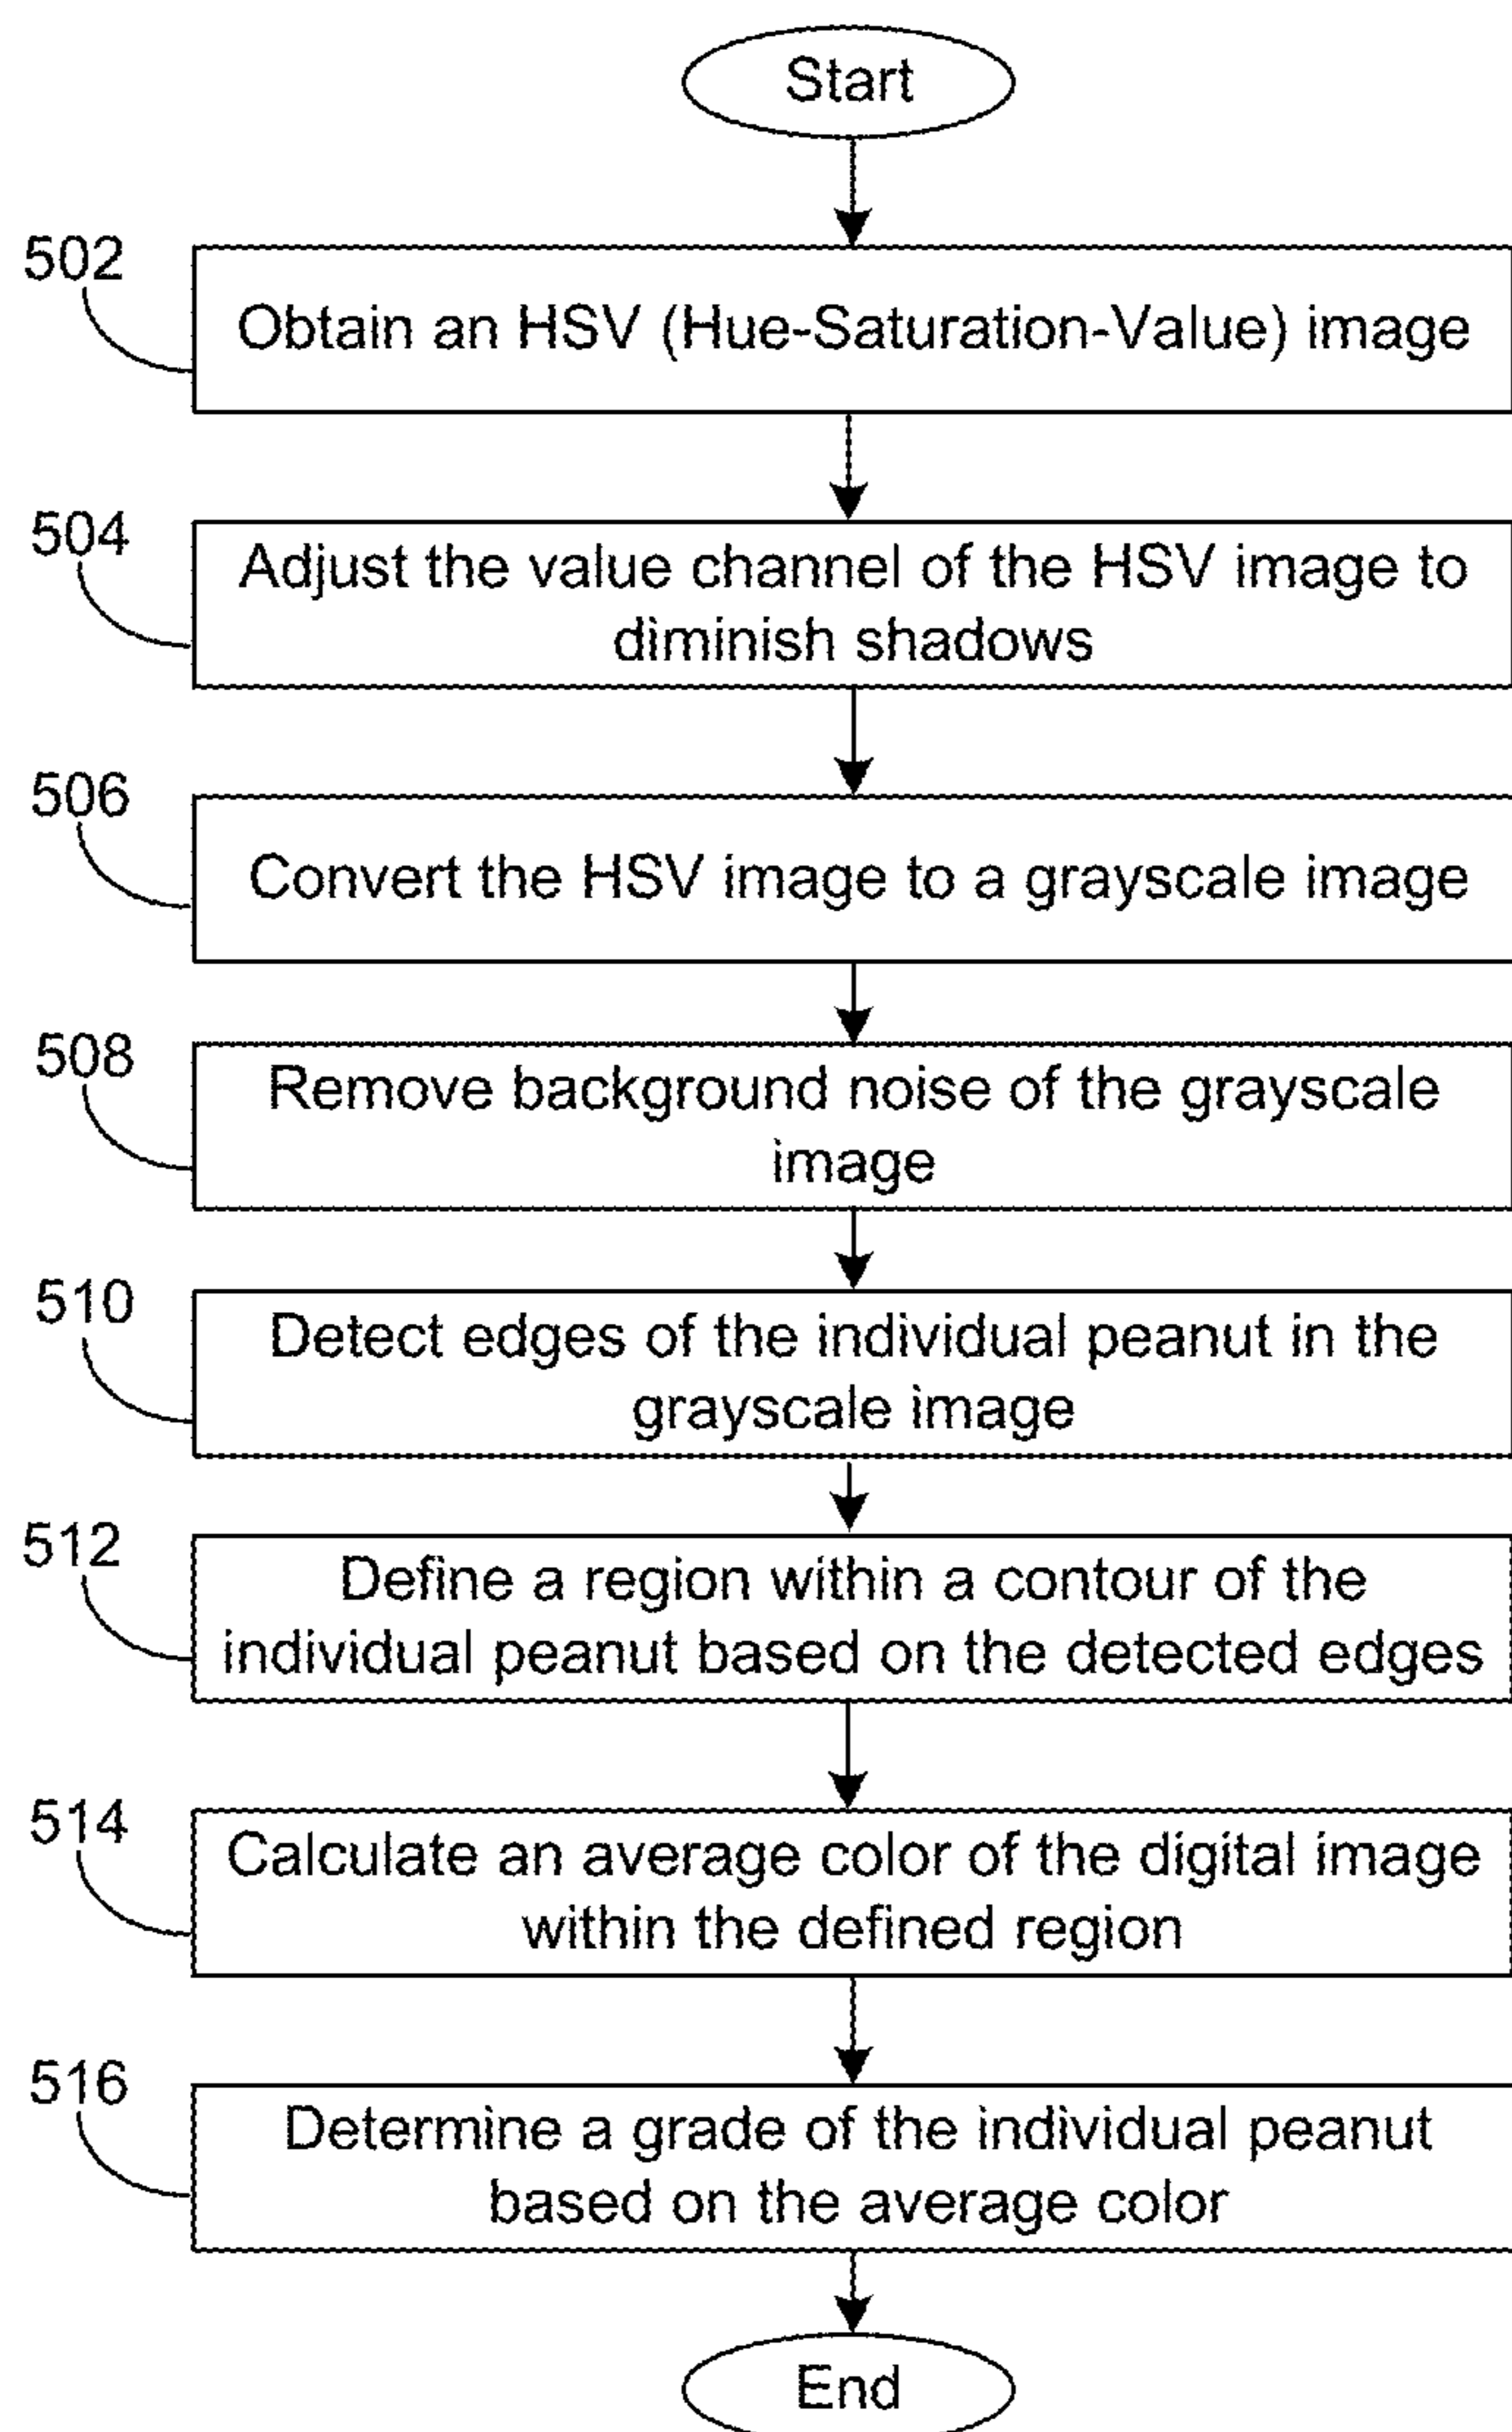 Start
502
Obtain an HSV (Hue-Saturation-Value) image
504
Adjust the value channel of the HSV image to
diminish shadows
506
Convert the HSV image to a grayscale image
508
Remove background noise of the grayscale
image
510
Detect edges of the individual peanut in the
grayscale image
512
Define a region within a contour of the
individual peanut based on the detected edges
514
Calculate an average color of the digital image
within the defined region
516
Determine a grade of the individual peanut
based on the average color
End